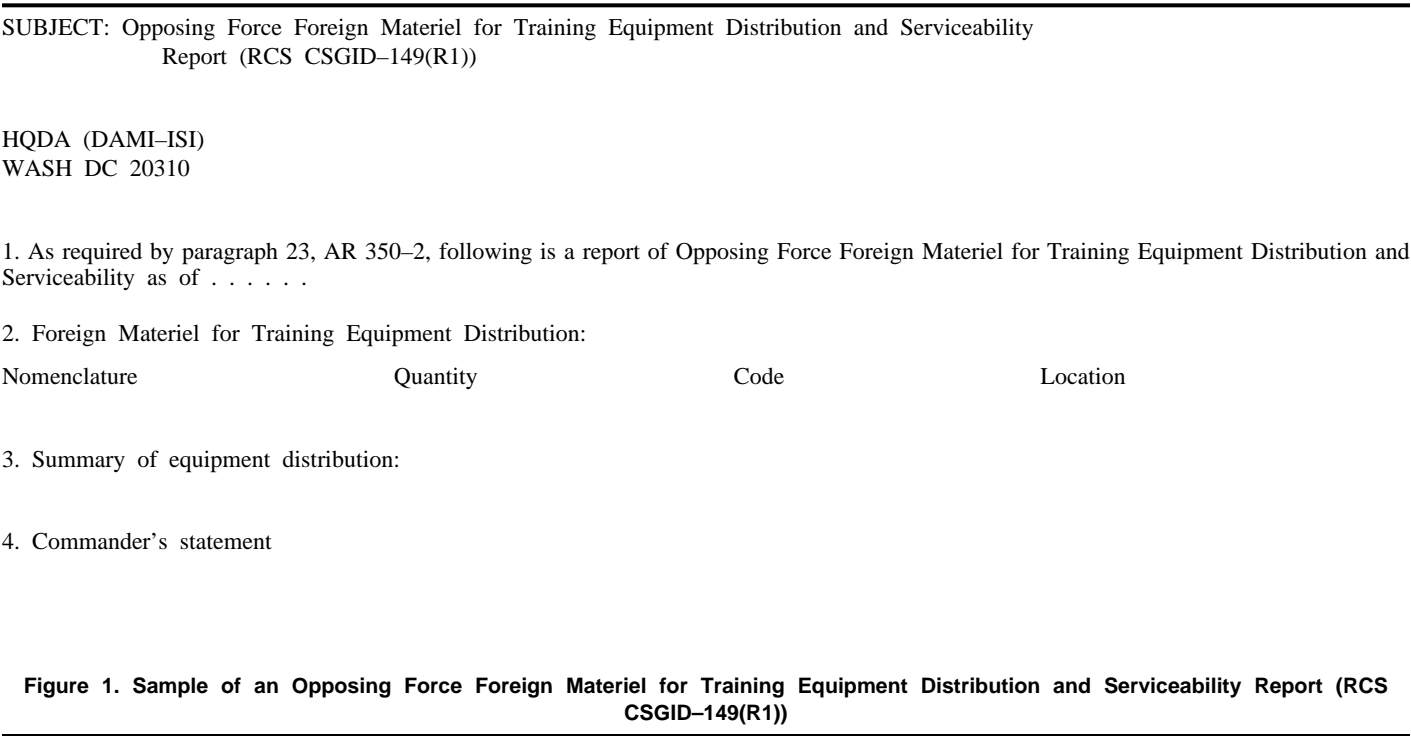 SUBJECT: Opposing Force Foreign Materiel for Training Equipment Distribution and Serviceability
Report (RCS CSGID–149(R1))
HQDA (DAMI–ISI)
WASH DC 20310
1. As required by paragraph 23, AR 350–2, following is a report of Opposing Force Foreign Materiel for Training Equipment Distribution and
Serviceability as of . . . . . .
2. Foreign Materiel for Training Equipment Distribution:
Nomenclature Quantity Code Location
3. Summary of equipment distribution:
4. Commander’s statement
Figure 1. Sample of an Opposing Force Foreign Materiel for Training Equipment Distribution and Serviceability Report (RCS
CSGID–149(R1))